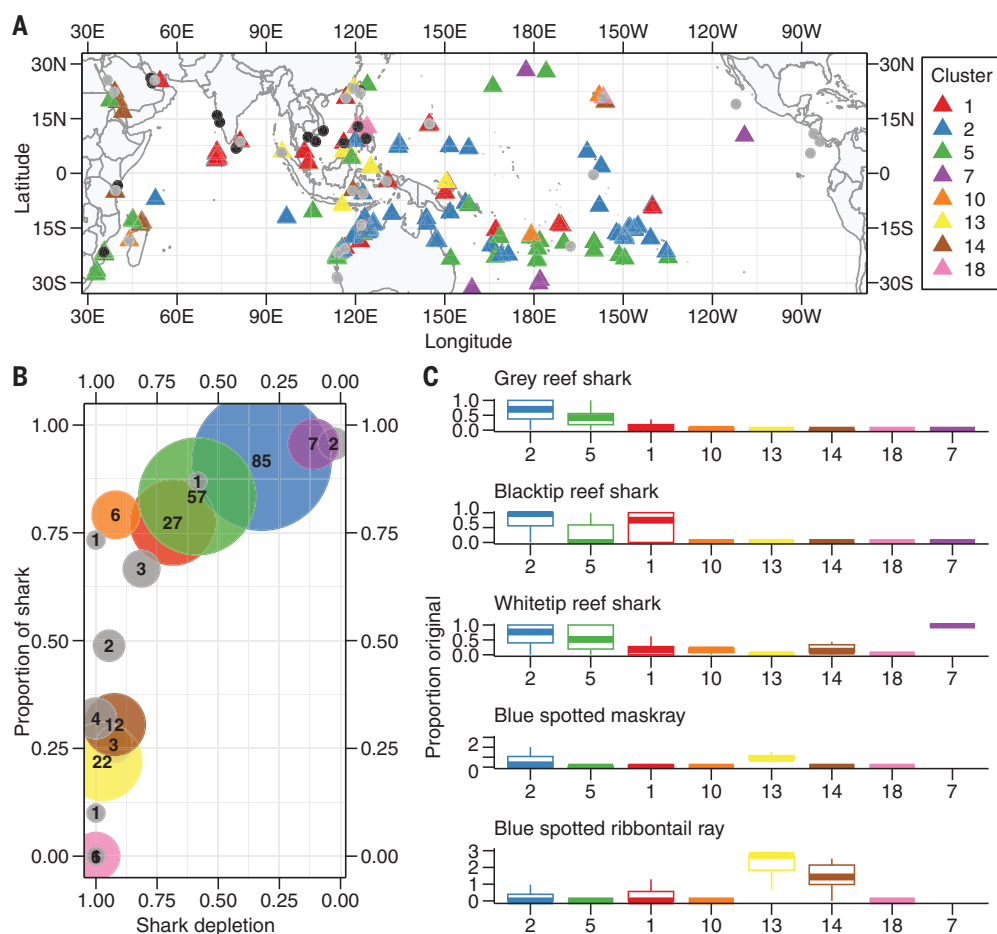 A
30E 60E 90E 120E 150E 180E 150W 120W 90W
30N 30N
15N 15N
0 0
15S 15S
30S 30S
Latitude
30E 60E 90E 120E 150E 180E 150W 120W 90W
Longitude
Cluster
1
2
5
7
10
13
14
18
B
1.00 0.75 0.50 0.25 0.00
1.00 1.00
0.75 0.75
0.50 0.50
0.25 0.25
0.00 0.00
Proportion of shark
85
7
2
1
57
27
6
1
3
2
4
12
3
22
1
1.00 0.75 0.50 0.25 0.00
Shark depletion
C
Proportion original
Grey reef shark
1.0
0.5
0.0
2 5 1 10 13 14 18 7
Blacktip reef shark
1.0
0.5
0.0
2 5 1 10 13 14 18 7
Whitetip reef shark
1.0
0.5
0.0
2 5 1 10 13 14 18 7
Blue spotted maskray
2
1
0
2 5 1 10 13 14 18 7
Blue spotted ribbontail ray
3
2
1
0
2 5 1 10 13 14 18 7